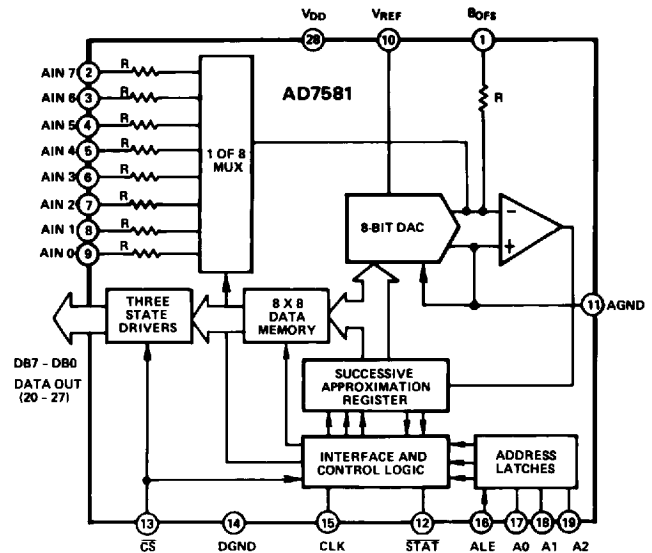 VDD VREF BOFS
28 10 1
AD7581
AIN 7 2 R
AIN 6 3 R
AIN 5 4 R
AIN 4 5 R
AIN 3 6 R
AIN 2 7 R
AIN 1 8 R
AIN 0 9 R
1 OF 8
MUX
R
8-BIT DAC
−
+
11 AGND
THREE
STATE
DRIVERS
8 X 8
DATA
MEMORY
DB7 – DB0
DATA OUT
(20 – 27)
SUCCESSIVE
APPROXIMATION
REGISTER
INTERFACE AND
CONTROL LOGIC
ADDRESS
LATCHES
13 14 15 12 16 17 18 19
C̅S̅ DGND CLK S̅T̅A̅T̅ ALE A0 A1 A2